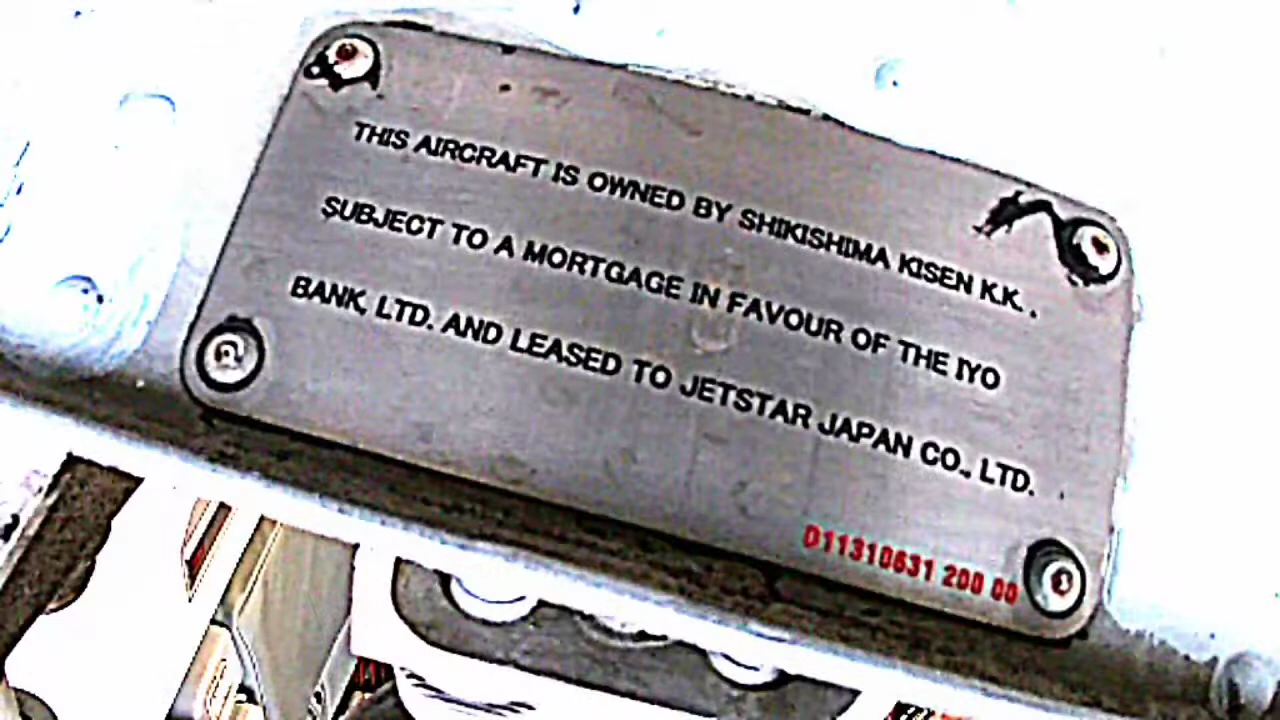 THIS AIRCRAFT IS OWNED BY SHIKISHIMA KISEN K.K. ,
SUBJECT TO A MORTGAGE IN FAVOUR OF THE IYO
BANK, LTD. AND LEASED TO JETSTAR JAPAN CO., LTD.
D11310631 200 00